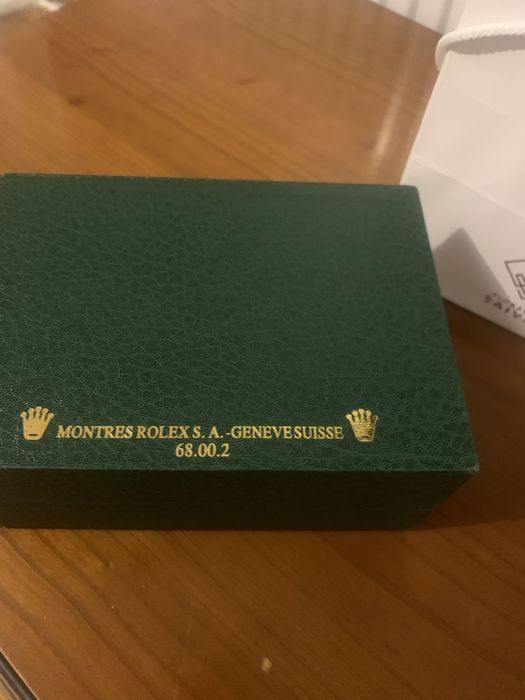 MONTRES ROLEX S. A. -GENEVE SUISSE
68.00.2